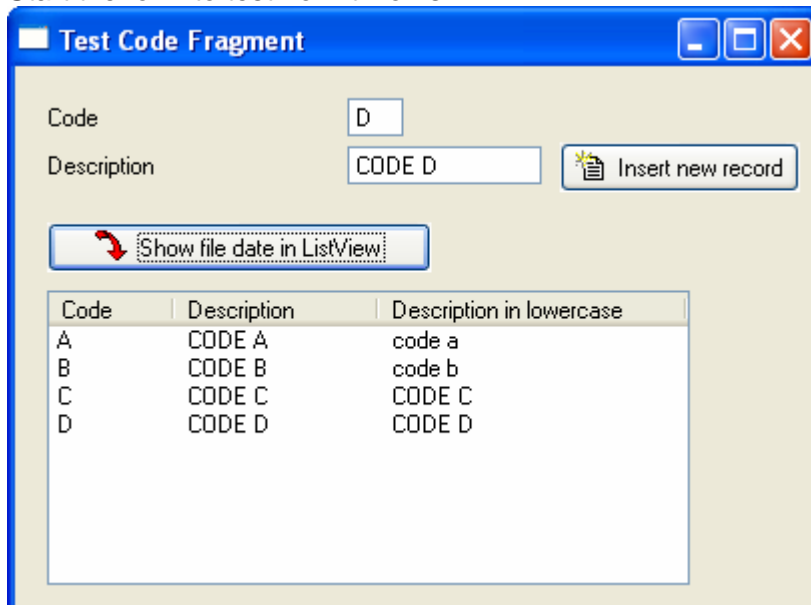 Test Code Fragment
Code D
Description CODE D Insert new record
Show file date in ListView
Code Description Description in lowercase
A CODE A code a
B CODE B code b
C CODE C CODE C
D CODE D CODE D